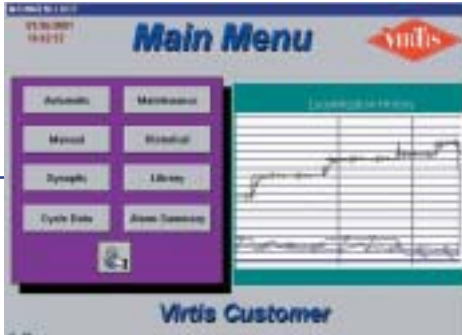 Main Menu
VIRTIS
Automatic
Maintenance
Manual
Historical
Synoptic
Library
Cycle Data
Alarm Summary
Lyophilization History
Virtis Customer